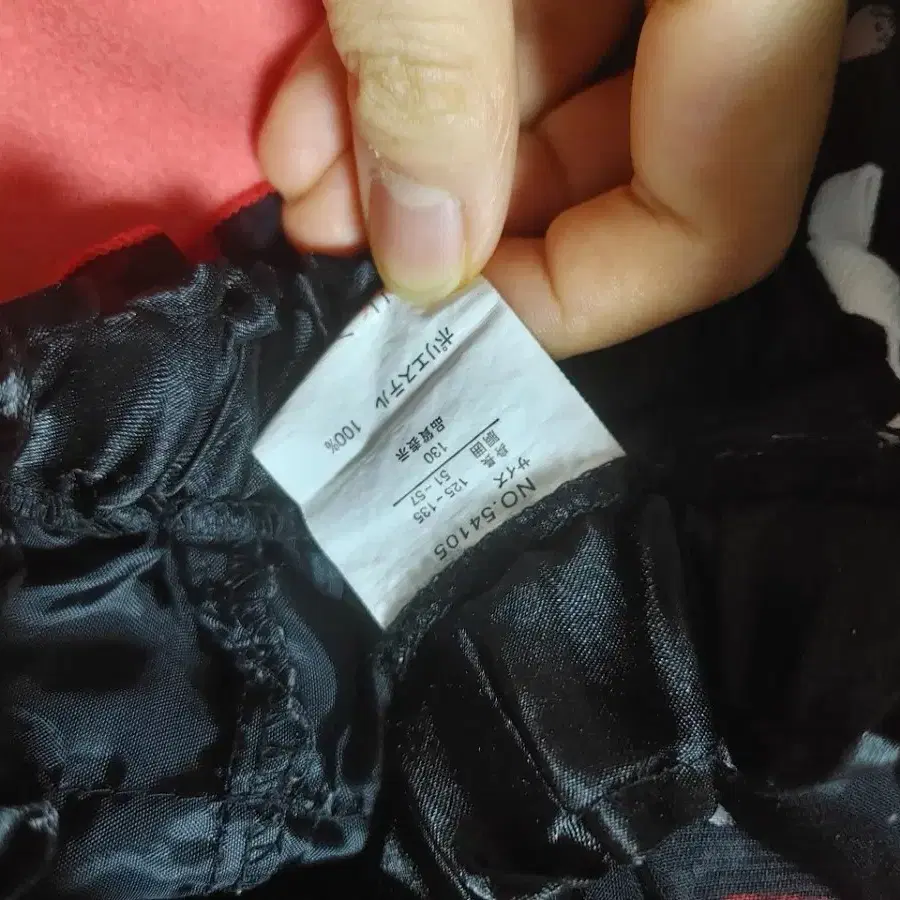 NO.54105
サイズ
身長 125~135
胴囲 51~57
130
品質表示
ポリエステル 100%